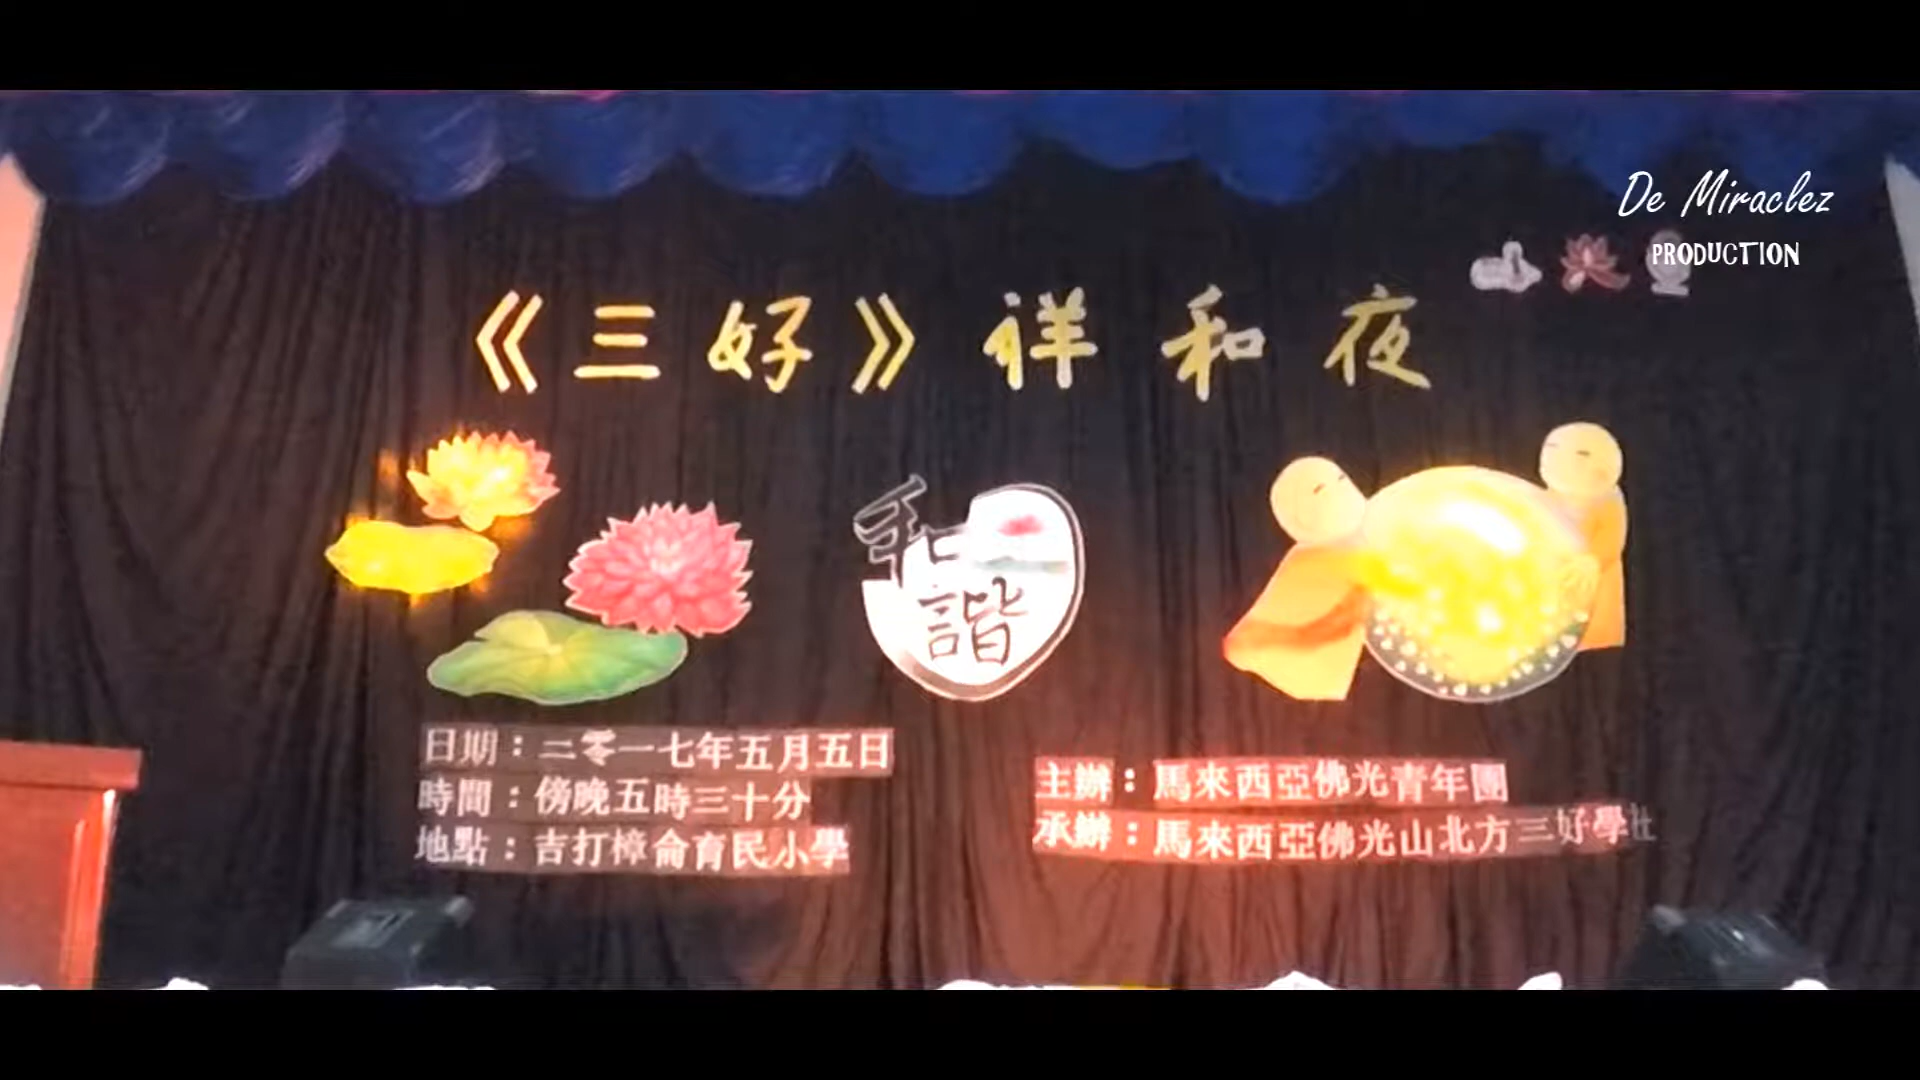 De Miraclez
PRODUCTION
《三好》祥和夜
和
諧
日期：二零一七年五月五日
時間：傍晚五時三十分
地點：吉打樟侖育民小學
主辦：馬來西亞佛光青年團
承辦：馬來西亞佛光山北方三好學社